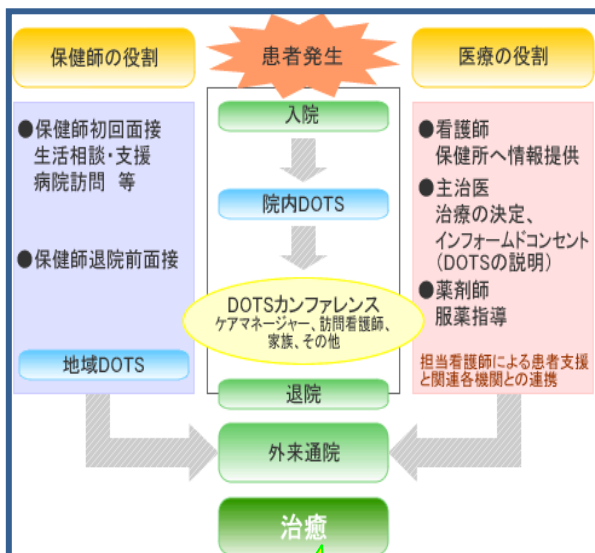 保健師の役割
●保健師初回面接
生活相談・支援
病院訪問 等
●保健師退院前面接
地域DOTS
患者発生
入院
院内DOTS
DOTSカンファレンス
ケアマネージャー、訪問看護師、
家族、その他
退院
外来通院
治癒
医療の役割
●看護師
保健所へ情報提供
●主治医
治療の決定、
インフォームドコンセント
(DOTSの説明)
●薬剤師
服薬指導
担当看護師による患者支援
と関連各機関との連携